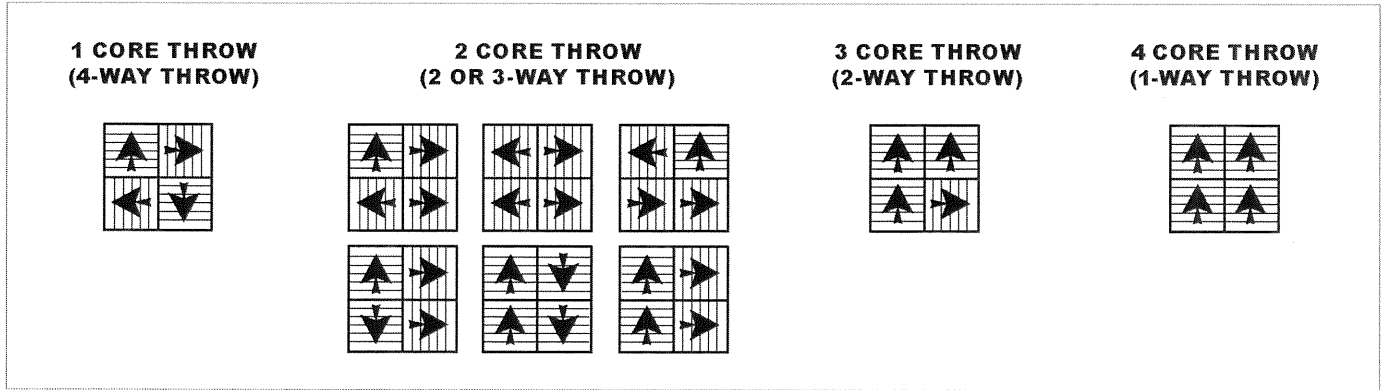 1 CORE THROW
(4-WAY THROW)
2 CORE THROW
(2 OR 3-WAY THROW)
3 CORE THROW
(2-WAY THROW)
4 CORE THROW
(1-WAY THROW)